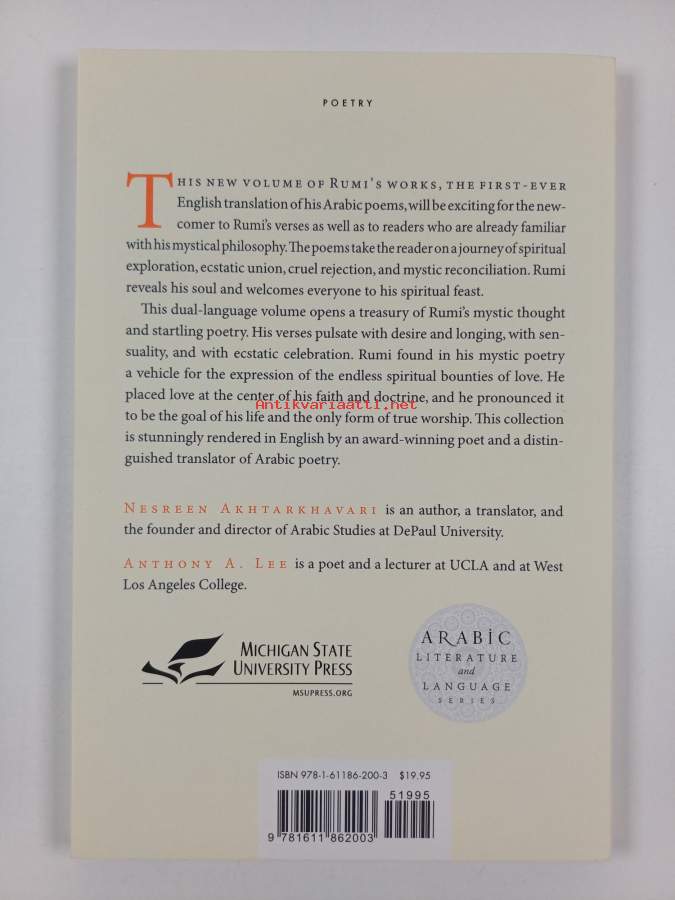 POETRY
THIS NEW VOLUME OF RUMI'S WORKS, THE FIRST-EVER
English translation of his Arabic poems, will be exciting for the new-
comer to Rumi's verses as well as to readers who are already familiar
with his mystical philosophy. The poems take the reader on a journey of spiritual
exploration, ecstatic union, cruel rejection, and mystic reconciliation. Rumi
reveals his soul and welcomes everyone to his spiritual feast.
This dual-language volume opens a treasury of Rumi's mystic thought
and startling poetry. His verses pulsate with desire and longing, with sen-
suality, and with ecstatic celebration. Rumi found in his mystic poetry
a vehicle for the expression of the endless spiritual bounties of love. He
placed love at the center of his faith and doctrine, and he pronounced it
Antikvariaatti.net
to be the goal of his life and the only form of true worship. This collection
is stunningly rendered in English by an award-winning poet and a distin-
guished translator of Arabic poetry.
NESREEN AKHTARKHAVARI is an author, a translator, and
the founder and director of Arabic Studies at DePaul University.
ANTHONY A. LEE is a poet and a lecturer at UCLA and at West
Los Angeles College.
MICHIGAN STATE
UNIVERSITY PRESS
MSUPRESS.ORG
ARABIC
LITERATURE
and
LANGUAGE
SERIES
ISBN 978-1-61186-200-3 $19.95
51995
9 781611 862003